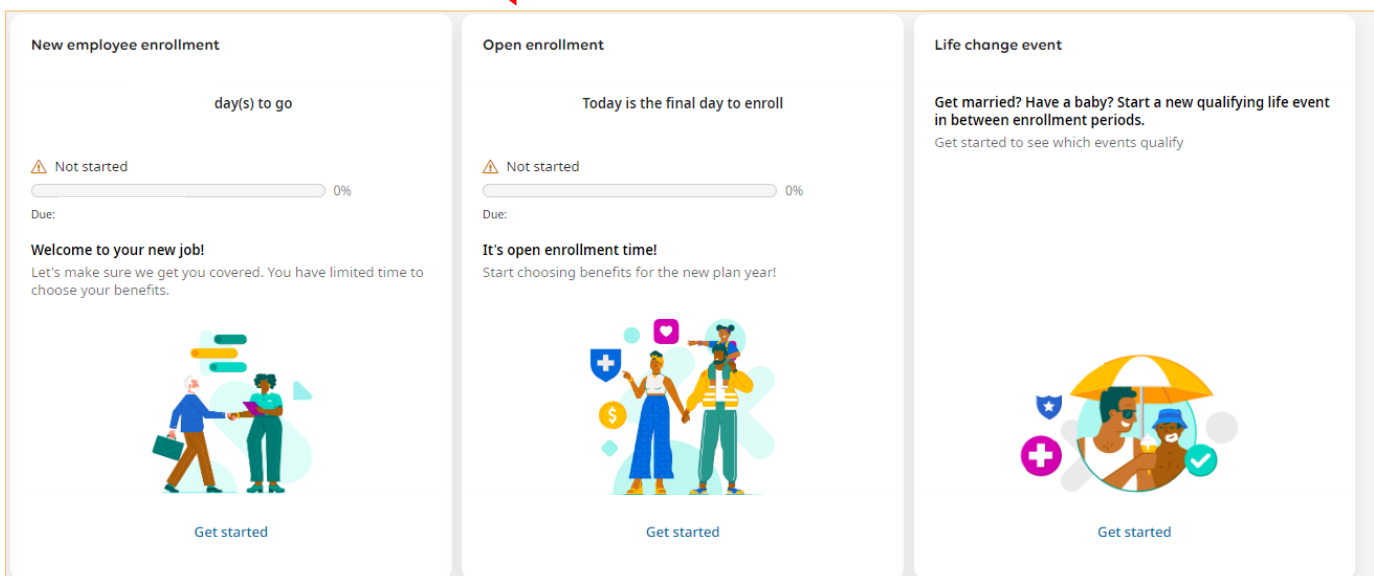 New employee enrollment
day(s) to go
Not started
0%
Due:
Welcome to your new job!
Let's make sure we get you covered. You have limited time to
choose your benefits.
Get started
Open enrollment
Today is the final day to enroll
Not started
0%
Due:
It's open enrollment time!
Start choosing benefits for the new plan year!
$
Get started
Life change event
Get married? Have a baby? Start a new qualifying life event
in between enrollment periods.
Get started to see which events qualify
Get started